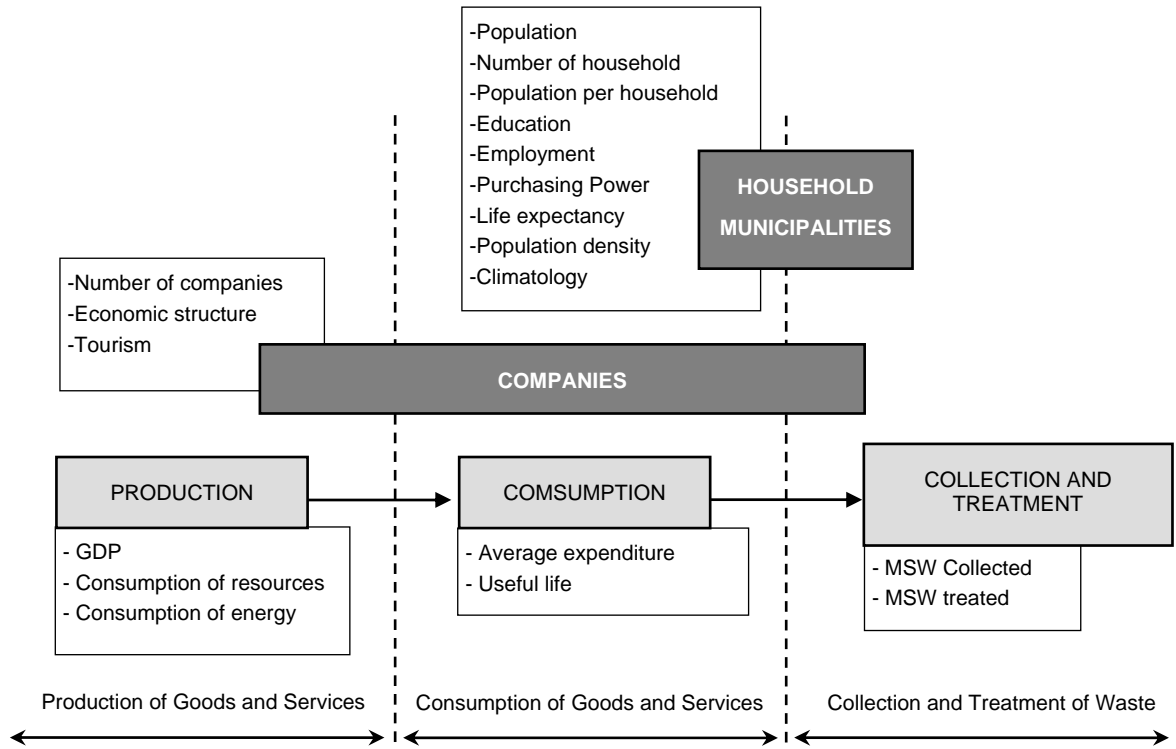 -Population
-Number of household
-Population per household
-Education
-Employment
-Purchasing Power
-Life expectancy
-Population density
-Climatology
HOUSEHOLD
MUNICIPALITIES
-Number of companies
-Economic structure
-Tourism
COMPANIES
PRODUCTION
- GDP
- Consumption of resources
- Consumption of energy
COMSUMPTION
- Average expenditure
- Useful life
COLLECTION AND
TREATMENT
- MSW Collected
- MSW treated
Production of Goods and Services
Consumption of Goods and Services
Collection and Treatment of Waste